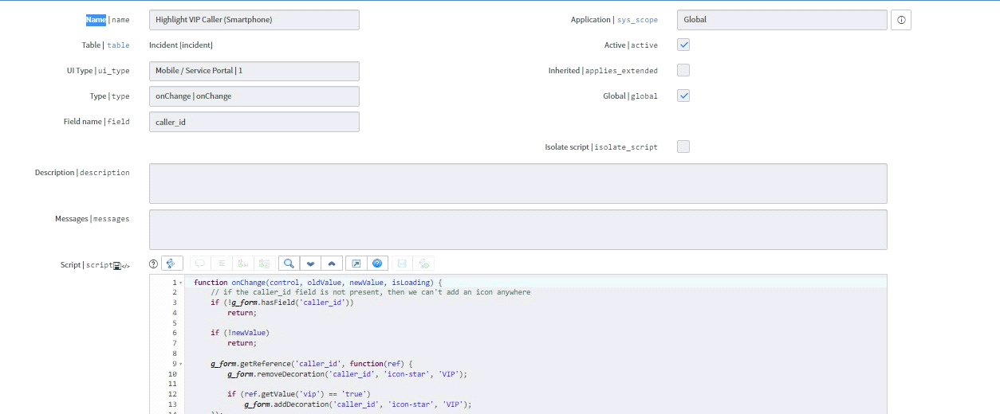 Name | name Highlight VIP Caller (Smartphone) Application | sys_scope Global
Table | table Incident [incident] Active | active
UI Type | ui_type Mobile / Service Portal | 1 Inherited | applies_extended
Type | type onChange | onChange Global | global
Field name | field caller_id
Isolate script | isolate_script
Description | description
Messages | messages
Script | script </>
1 function onChange(control, oldValue, newValue, isLoading) {
2 // if the caller_id field is not present, then we can't add an icon anywhere
3 if (!g_form.hasField('caller_id'))
4 return;
5
6 if (!newValue)
7 return;
8
9 g_form.getReference('caller_id', function(ref) {
10 g_form.removeDecoration('caller_id', 'icon-star', 'VIP');
11
12 if (ref.getValue('vip') == 'true')
13 g_form.addDecoration('caller_id', 'icon-star', 'VIP');
14 });